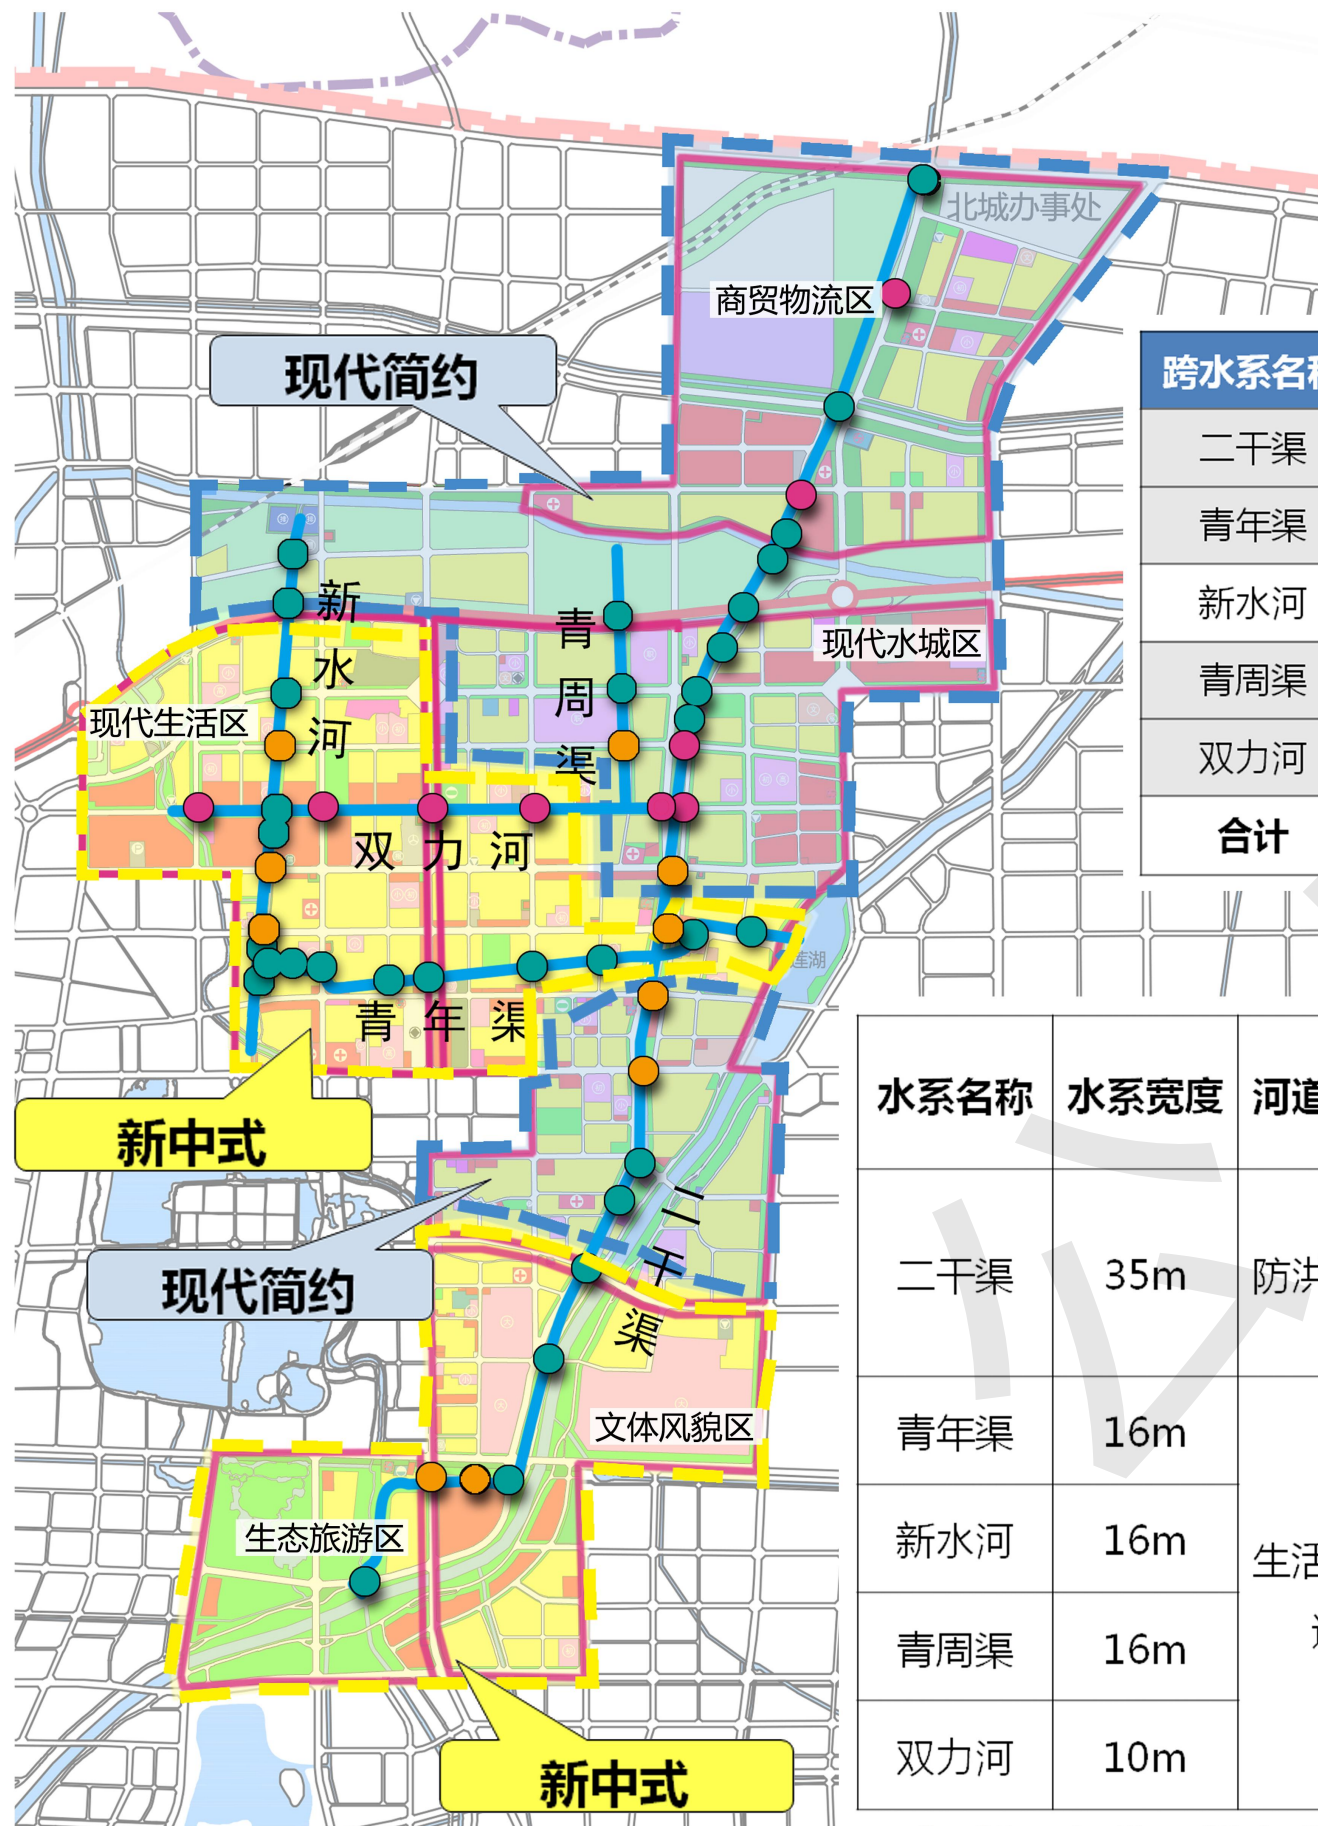 北城办事处
商贸物流区
现代简约
跨水系名称
二干渠
青年渠
新水河
青周渠
双力河
合计
新水河
青周渠
现代水城区
现代生活区
双力河
莲湖
青年渠
新中式
二干渠
现代简约
文体风貌区
生态旅游区
新中式
水系名称 水系宽度 河道
二干渠 35m 防洪
青年渠 16m
新水河 16m 生活
青周渠 16m
双力河 10m